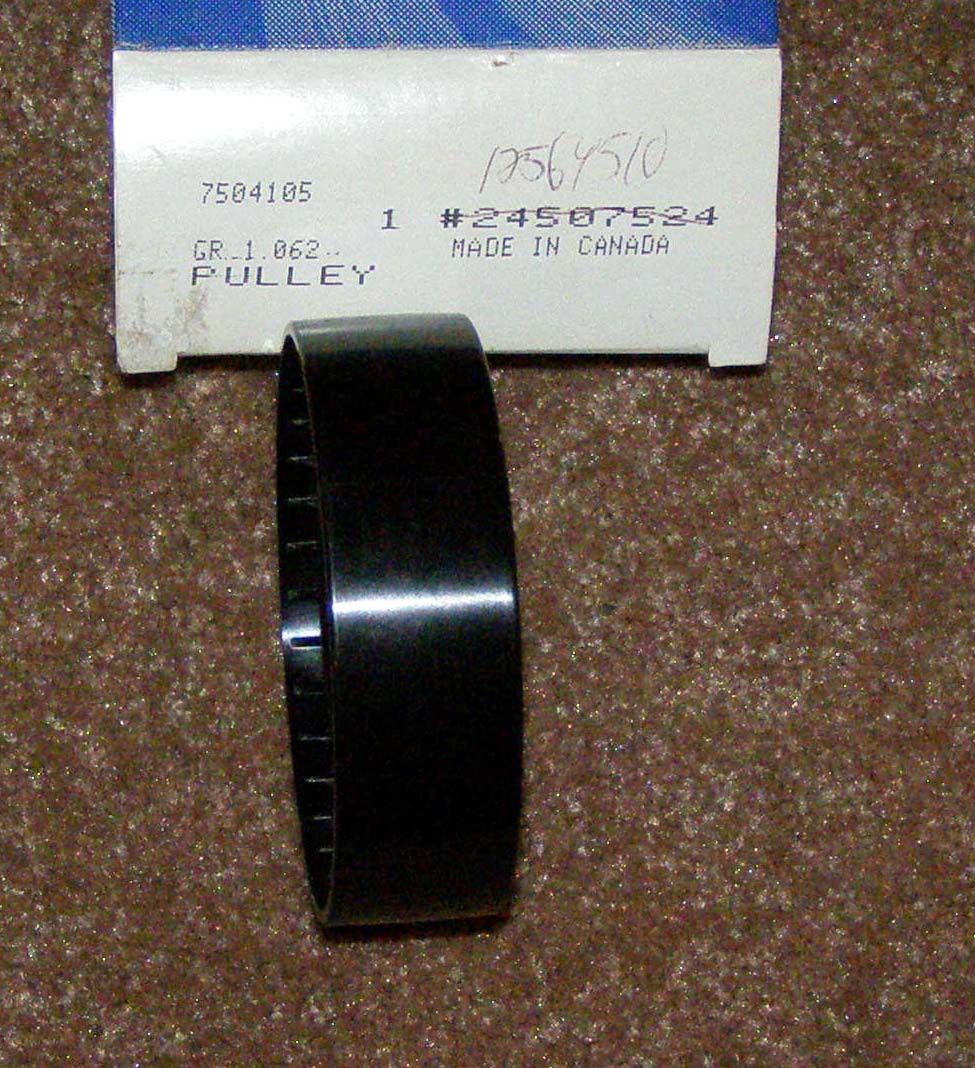 12564510
7504105
1 #24507524
GR. 1.062
MADE IN CANADA
PULLEY